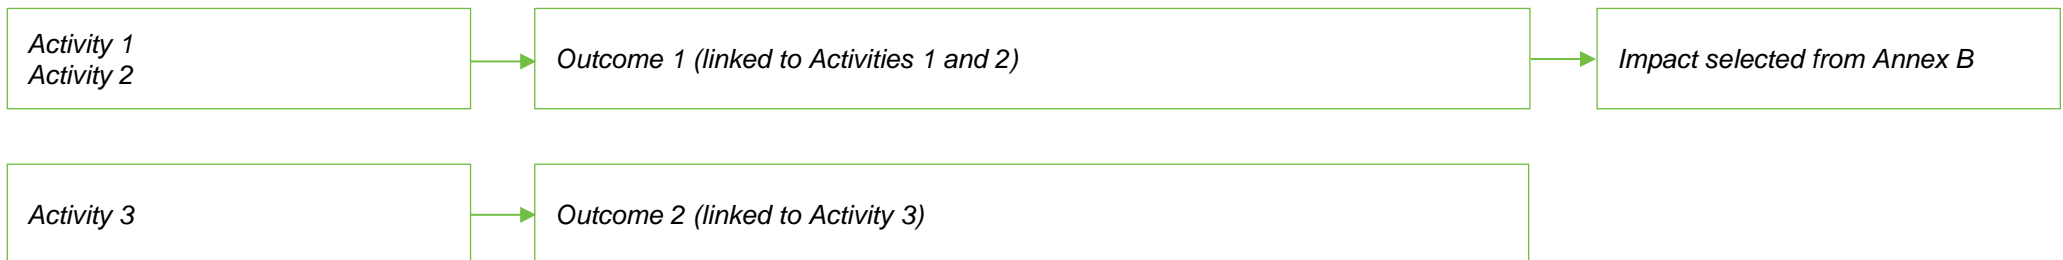 Activity 1
Activity 2
Outcome 1 (linked to Activities 1 and 2)
Impact selected from Annex B
Activity 3
Outcome 2 (linked to Activity 3)